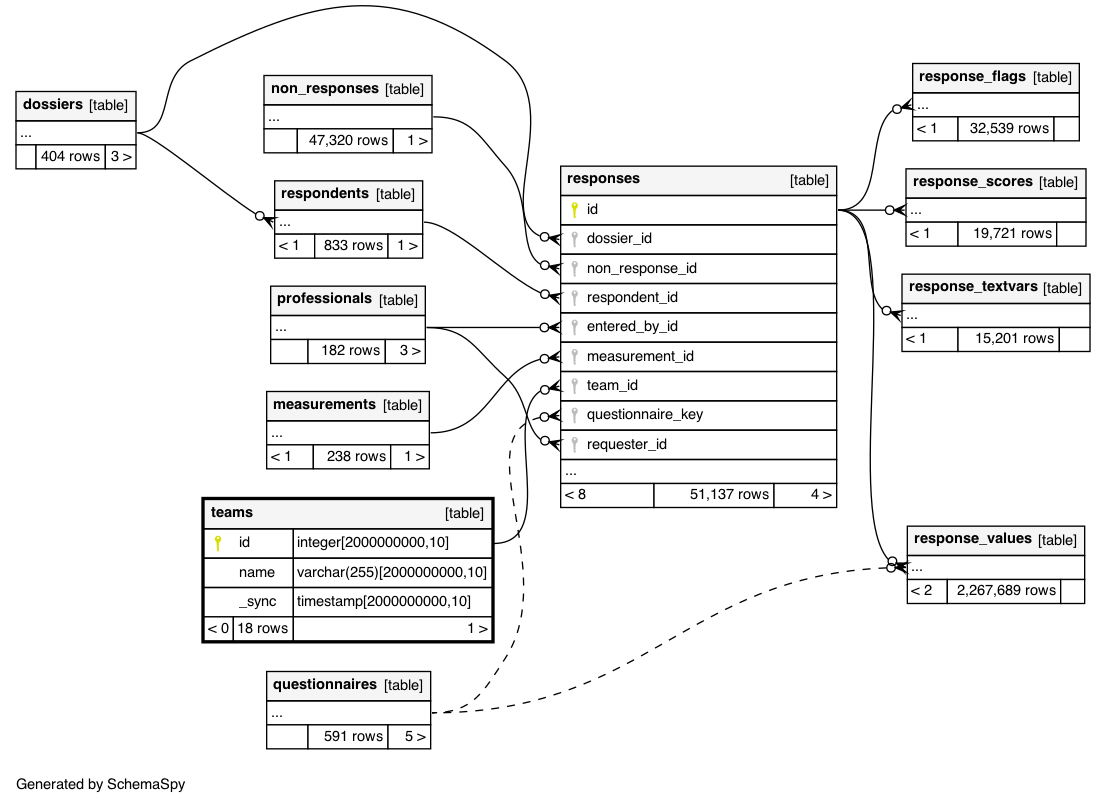 dossiers [table]
...
404 rows 3 >
non_responses [table]
...
47,320 rows 1 >
respondents [table]
...
< 1 833 rows 1 >
professionals [table]
...
182 rows 3 >
measurements [table]
...
< 1 238 rows 1 >
teams [table]
id integer[2000000000,10]
name varchar(255)[2000000000,10]
_sync timestamp[2000000000,10]
< 0 18 rows 1 >
questionnaires [table]
...
591 rows 5 >
responses [table]
id
dossier_id
non_response_id
respondent_id
entered_by_id
measurement_id
team_id
questionnaire_key
requester_id
...
< 8 51,137 rows 4 >
response_flags [table]
...
< 1 32,539 rows
response_scores [table]
...
< 1 19,721 rows
response_textvars [table]
...
< 1 15,201 rows
response_values [table]
...
< 2 2,267,689 rows
Generated by SchemaSpy